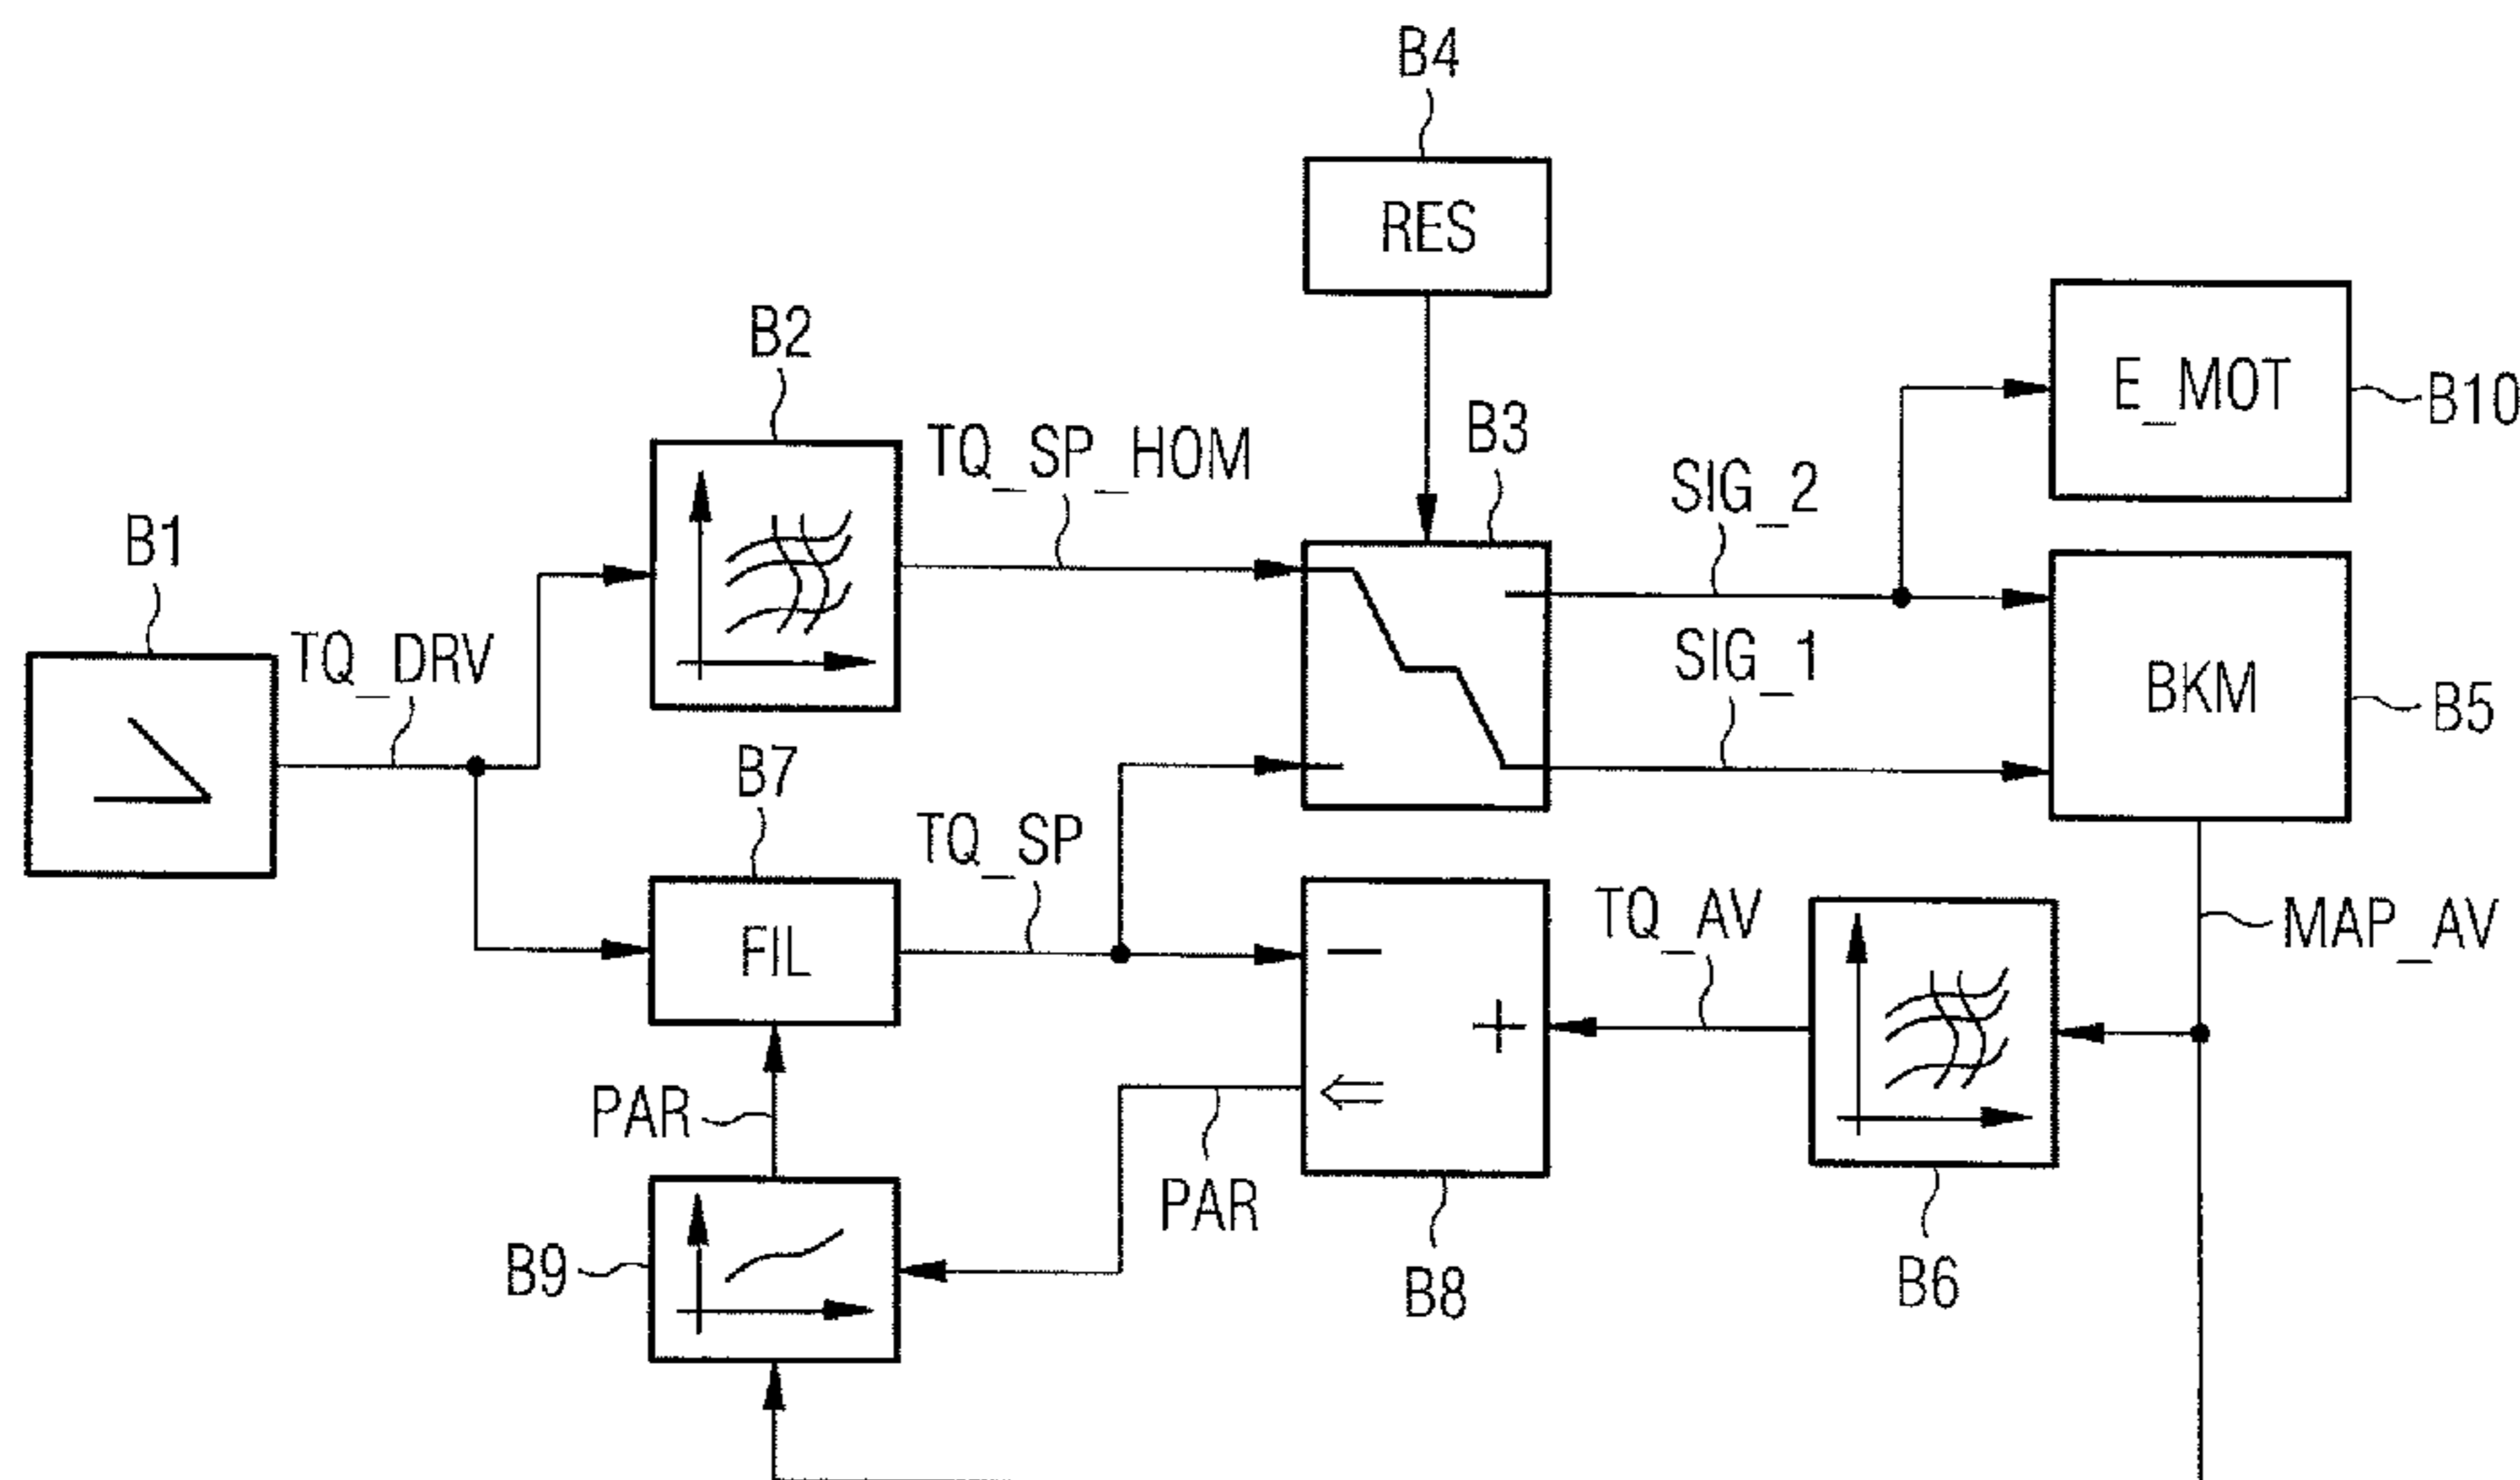 B4
RES
B2
E_MOT
B10
TQ_SP_HOM
B3
SIG_2
B1
TQ_DRV
SIG_1
BKM
B5
B7
TQ_SP
TQ_AV
MAP_AV
FIL
−
+
PAR
⇐
PAR
B9
B8
B6